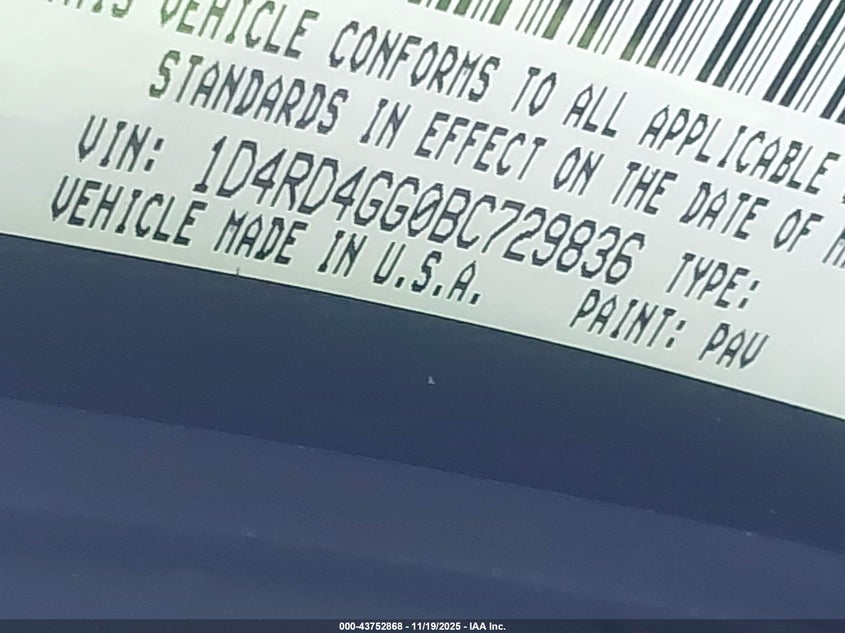 THIS VEHICLE CONFORMS TO ALL APPLICABLE
STANDARDS IN EFFECT ON THE DATE OF
VIN: 1D4RD4GG0BC729836 TYPE:
VEHICLE MADE IN U.S.A. PAINT: PAV
000-43752868 - 11/19/2025 - IAA Inc.